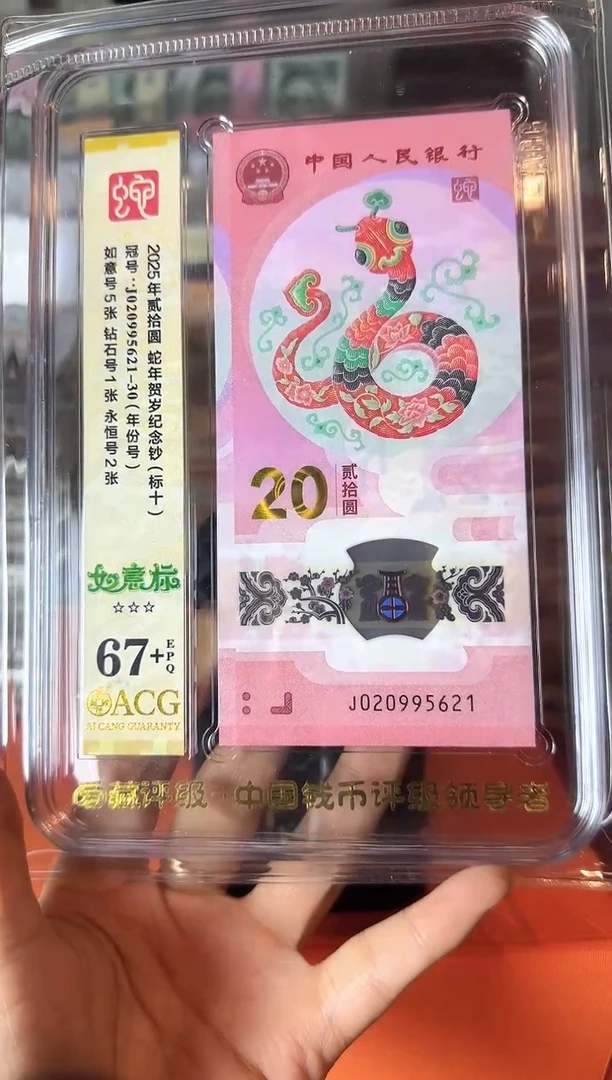 蛇
2025年贰拾圆 蛇年贺岁纪念钞(标十)
冠号:J020995621-30(年份号)
如意号5张 钻石号1张 永恒号2张
如意标
☆☆☆
67+EPQ
ACG
AI CANG GUARANTY
中国人民银行
蛇
20
贰拾圆
J020995621
爱藏评级·中国钱币评级领导者